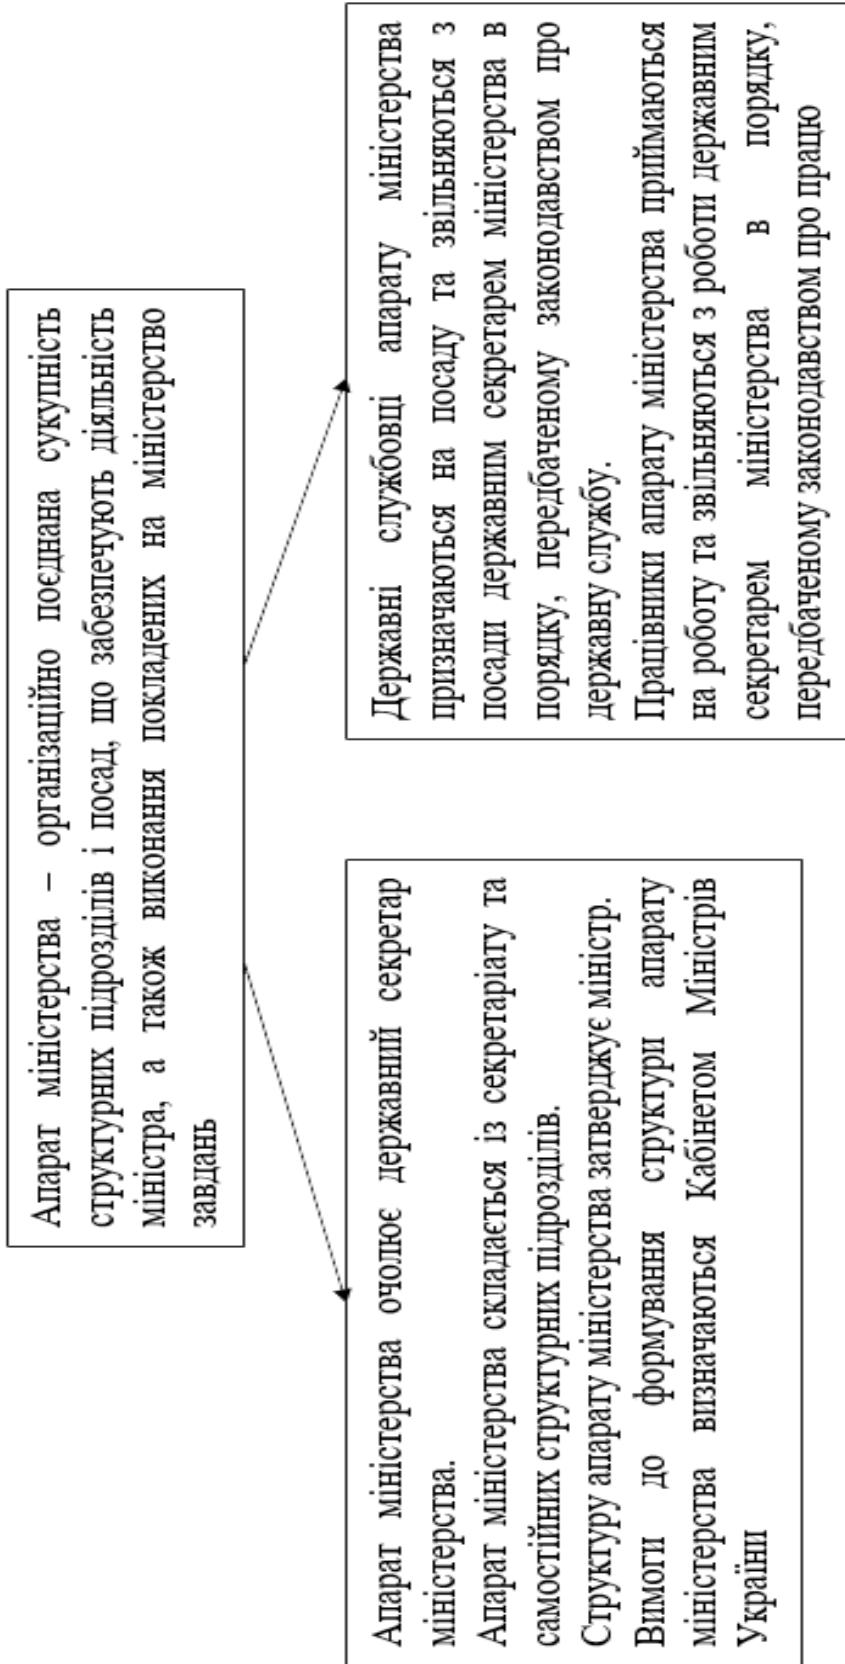 Апарат міністерства – організаційно поєднана сукупність
структурних підрозділів і посад, що забезпечують діяльність
міністра, а також виконання покладених на міністерство
завдань
Апарат міністерства очолює державний секретар
міністерства.
Апарат міністерства складається із секретаріату та
самостійних структурних підрозділів.
Структуру апарату міністерства затверджує міністр.
Вимоги до формування структури апарату
міністерства визначаються Кабінетом Міністрів
України
Державні службовці апарату міністерства
призначаються на посаду та звільняються з
посади державним секретарем міністерства в
порядку, передбаченому законодавством про
державну службу.
Працівники апарату міністерства приймаються
на роботу та звільняються з роботи державним
секретарем міністерства в порядку,
передбаченому законодавством про працю